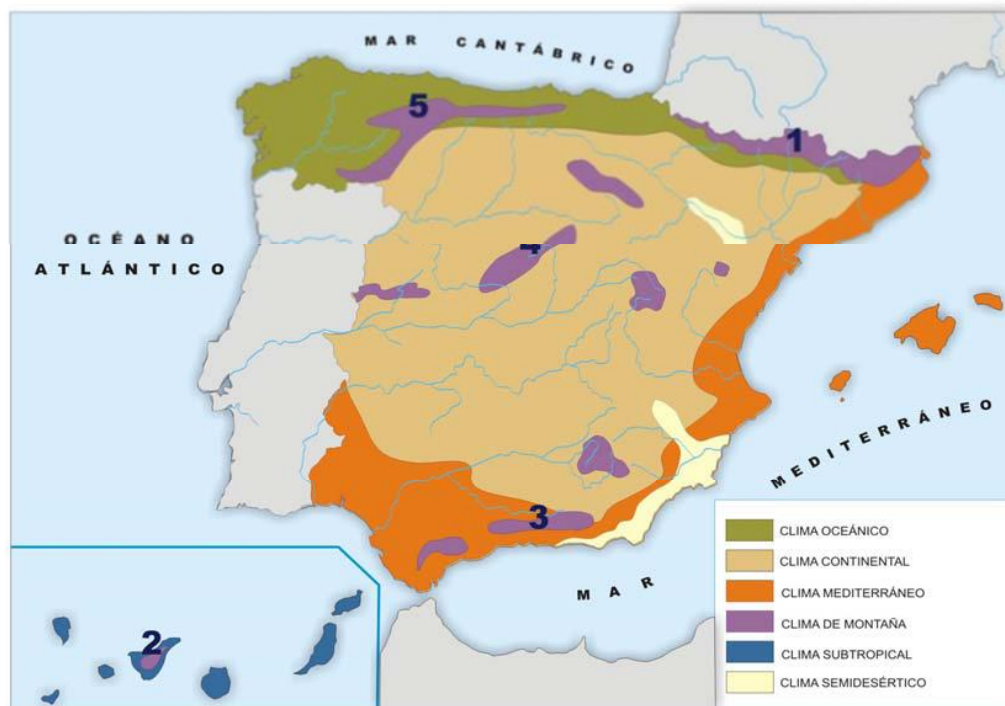 MAR CANTÁBRICO
5
1
OCÉANO
ATLÁNTICO
4
MEDITERRÁNEO
3
MAR
2
CLIMA OCEÁNICO
CLIMA CONTINENTAL
CLIMA MEDITERRÁNEO
CLIMA DE MONTAÑA
CLIMA SUBTROPICAL
CLIMA SEMIDESÉRTICO